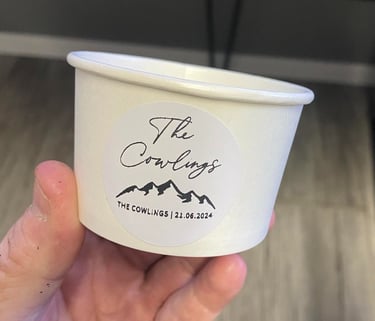 The
Cowlings
THE COWLINGS | 21.06.2024